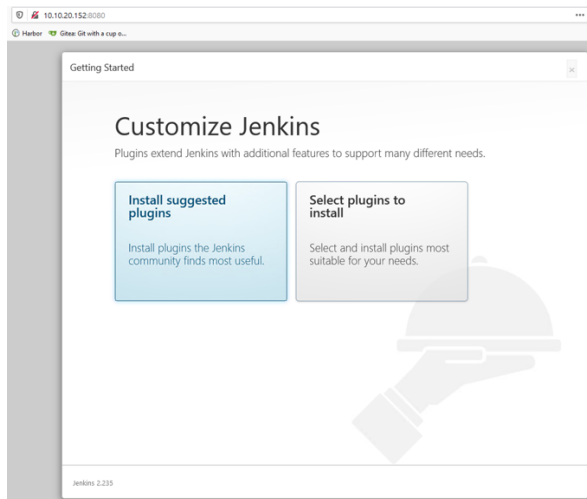 10.10.20.152:8080
Harbor Gitea: Git with a cup o...
Getting Started
×
Customize Jenkins
Plugins extend Jenkins with additional features to support many different needs.
Install suggested
plugins
Install plugins the Jenkins
community finds most useful.
Select plugins to
install
Select and install plugins most
suitable for your needs.
Jenkins 2.235